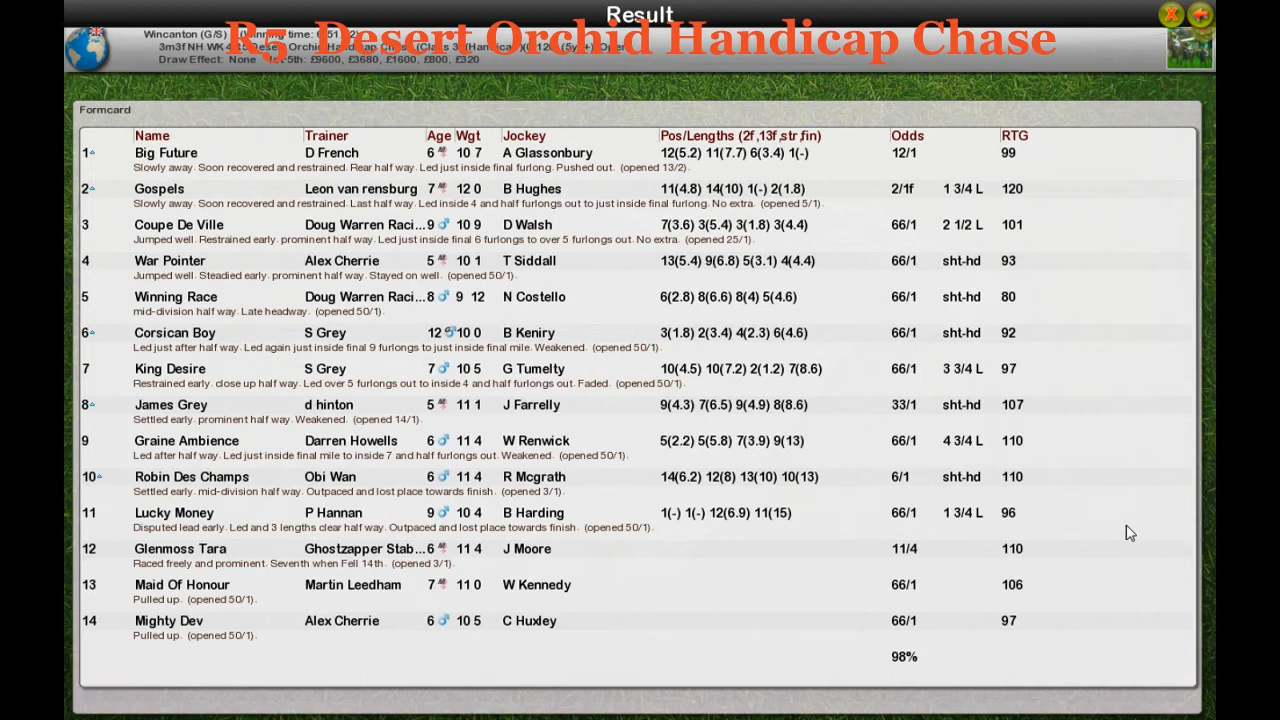 Result
R5 Desert Orchid Handicap Chase
Wincanton (G/S) (Winning time: 6:51
3m3f NH WK
Draw Effect: None 1st-5th: £9600, £3680, £1600, £800, £320
Formcard
Name Trainer Age Wgt Jockey Pos/Lengths (2f,13f,str,fin) Odds RTG
1 Big Future D French 6 10 7 A Glassonbury 12(5.2) 11(7.7) 6(3.4) 1(-) 12/1 99
Slowly away. Soon recovered and restrained. Rear half way. Led just inside final furlong. Pushed out. (opened 13/2).
2 Gospels Leon van rensburg 7 12 0 B Hughes 11(4.8) 14(10) 1(-) 2(1.8) 2/1f 1 3/4 L 120
Slowly away. Soon recovered and restrained. Last half way. Led inside 4 and half furlongs out to just inside final furlong. No extra. (opened 5/1).
3 Coupe De Ville Doug Warren Raci... 9 10 9 D Walsh 7(3.6) 3(5.4) 3(1.8) 3(4.4) 66/1 2 1/2 L 101
Jumped well. Restrained early. prominent half way. Led just inside final 6 furlongs to over 5 furlongs out. No extra. (opened 25/1).
4 War Pointer Alex Cherrie 5 10 1 T Siddall 13(5.4) 9(6.8) 5(3.1) 4(4.4) 66/1 sht-hd 93
Jumped well. Steadied early. prominent half way. Stayed on well. (opened 50/1).
5 Winning Race Doug Warren Raci... 8 9 12 N Costello 6(2.8) 8(6.6) 8(4) 5(4.6) 66/1 sht-hd 80
mid-division half way. Late headway. (opened 50/1).
6 Corsican Boy S Grey 12 10 0 B Keniry 3(1.8) 2(3.4) 4(2.3) 6(4.6) 66/1 sht-hd 92
Led just after half way. Led again just inside final 9 furlongs to just inside final mile. Weakened. (opened 50/1).
7 King Desire S Grey 7 10 5 G Tumelty 10(4.5) 10(7.2) 2(1.2) 7(8.6) 66/1 3 3/4 L 97
Restrained early. close up half way. Led over 5 furlongs out to inside 4 and half furlongs out. Faded. (opened 50/1).
8 James Grey d hinton 5 11 1 J Farrelly 9(4.3) 7(6.5) 9(4.9) 8(8.6) 33/1 sht-hd 107
Settled early. prominent half way. Weakened. (opened 14/1).
9 Graine Ambience Darren Howells 6 11 4 W Renwick 5(2.2) 5(5.8) 7(3.9) 9(13) 66/1 4 3/4 L 110
Led after half way. Led just inside final mile to inside 7 and half furlongs out. Weakened. (opened 50/1).
10 Robin Des Champs Obi Wan 6 11 4 R Mcgrath 14(6.2) 12(8) 13(10) 10(13) 6/1 sht-hd 110
Settled early. mid-division half way. Outpaced and lost place towards finish. (opened 3/1).
11 Lucky Money P Hannan 9 10 4 B Harding 1(-) 1(-) 12(6.9) 11(15) 66/1 1 3/4 L 96
Disputed lead early. Led and 3 lengths clear half way. Outpaced and lost place towards finish. (opened 50/1).
12 Glenmoss Tara Ghostzapper Stab... 6 11 4 J Moore 11/4 110
Raced freely and prominent. Seventh when Fell 14th. (opened 3/1).
13 Maid Of Honour Martin Leedham 7 11 0 W Kennedy 66/1 106
Pulled up. (opened 50/1).
14 Mighty Dev Alex Cherrie 6 10 5 C Huxley 66/1 97
Pulled up. (opened 50/1).
98%